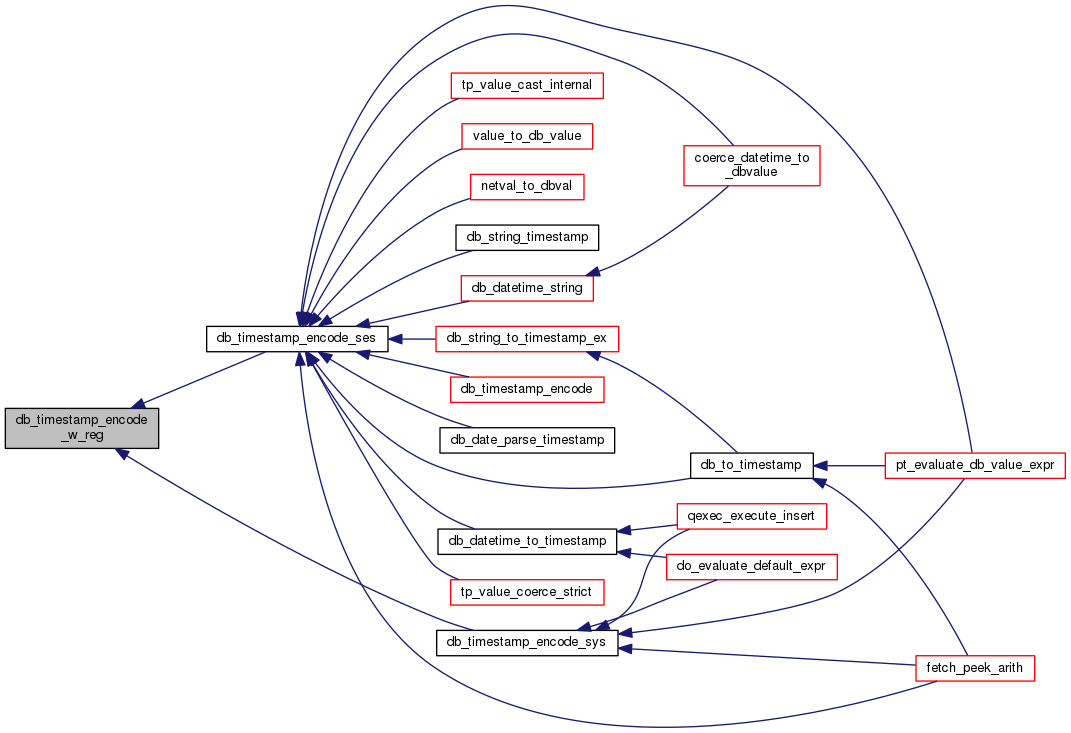 tp_value_cast_internal
value_to_db_value
coerce_datetime_to
_dbvalue
netval_to_dbval
db_string_timestamp
db_datetime_string
db_timestamp_encode_ses
db_string_to_timestamp_ex
db_timestamp_encode
db_timestamp_encode
_w_reg
db_date_parse_timestamp
db_to_timestamp
pt_evaluate_db_value_expr
qexec_execute_insert
db_datetime_to_timestamp
do_evaluate_default_expr
tp_value_coerce_strict
db_timestamp_encode_sys
fetch_peek_arith